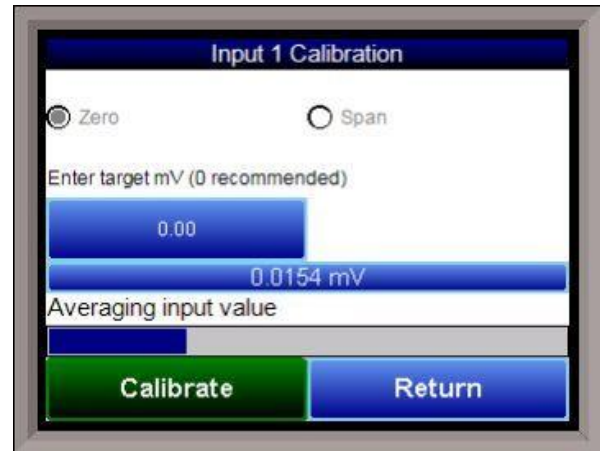 Input 1 Calibration
Zero Span
Enter target mV (0 recommended)
0.00
0.0154 mV
Averaging input value
Calibrate Return